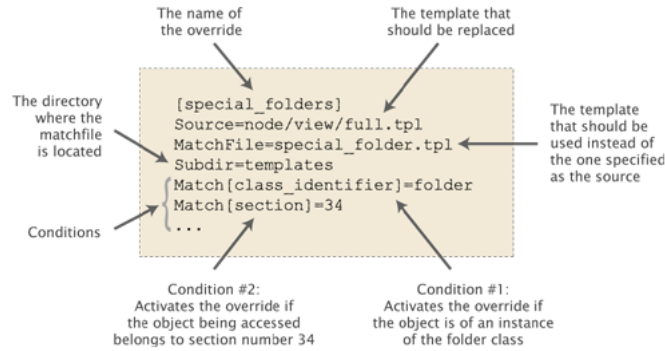 The name of
the override
The template that
should be replaced
The directory
where the
matchfile
is located
[special_folders]
Source=node/view/full.tpl
MatchFile=special_folder.tpl
Subdir=templates
Match[class_identifier]=folder
Match[section]=34
...
The template
that should be
used instead of
the one specified
as the source
Conditions
Condition #2:
Activates the override if
the object being accessed
belongs to section number 34
Condition #1:
Activates the override if
the object is of an instance
of the folder class